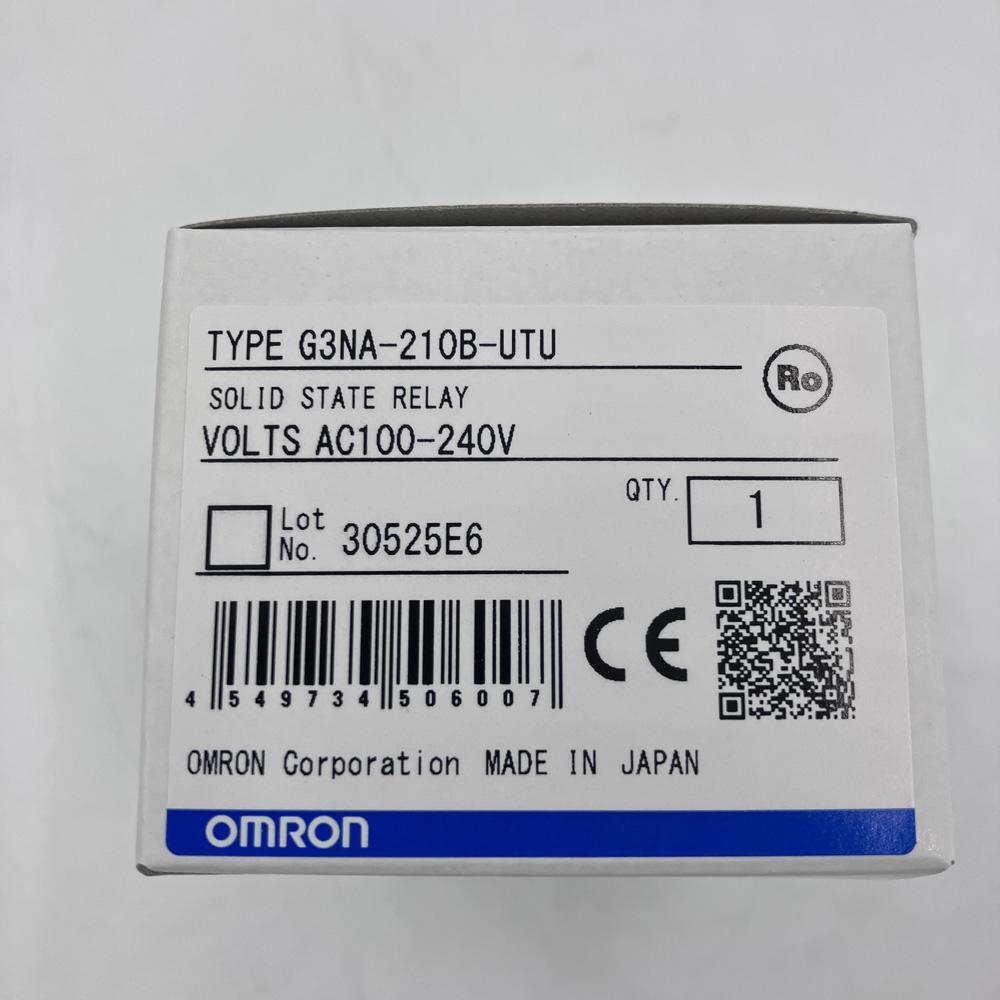 TYPE G3NA-210B-UTU
SOLID STATE RELAY
VOLTS AC100-240V
Ro
QTY. 1
Lot No. 30525E6
4 549734 506007
CE
OMRON Corporation MADE IN JAPAN
OMRON